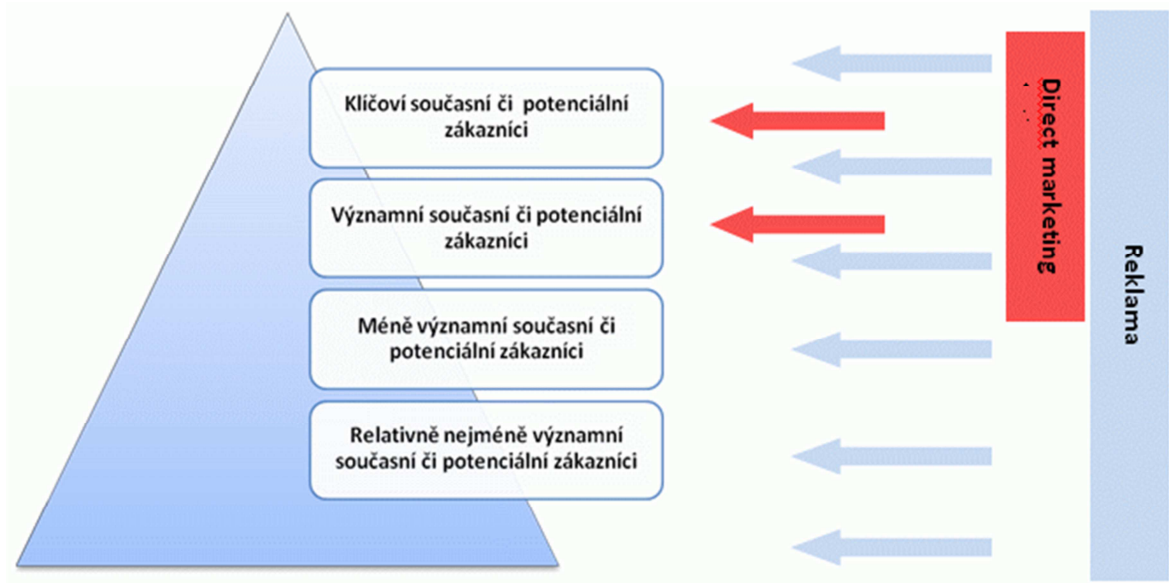 Klíčoví současní či potenciální
zákazníci
Významní současní či potenciální
zákazníci
Méně významní současní či
potenciální zákazníci
Relativně nejméně významní
současní či potenciální zákazníci
Direct marketing
Reklama